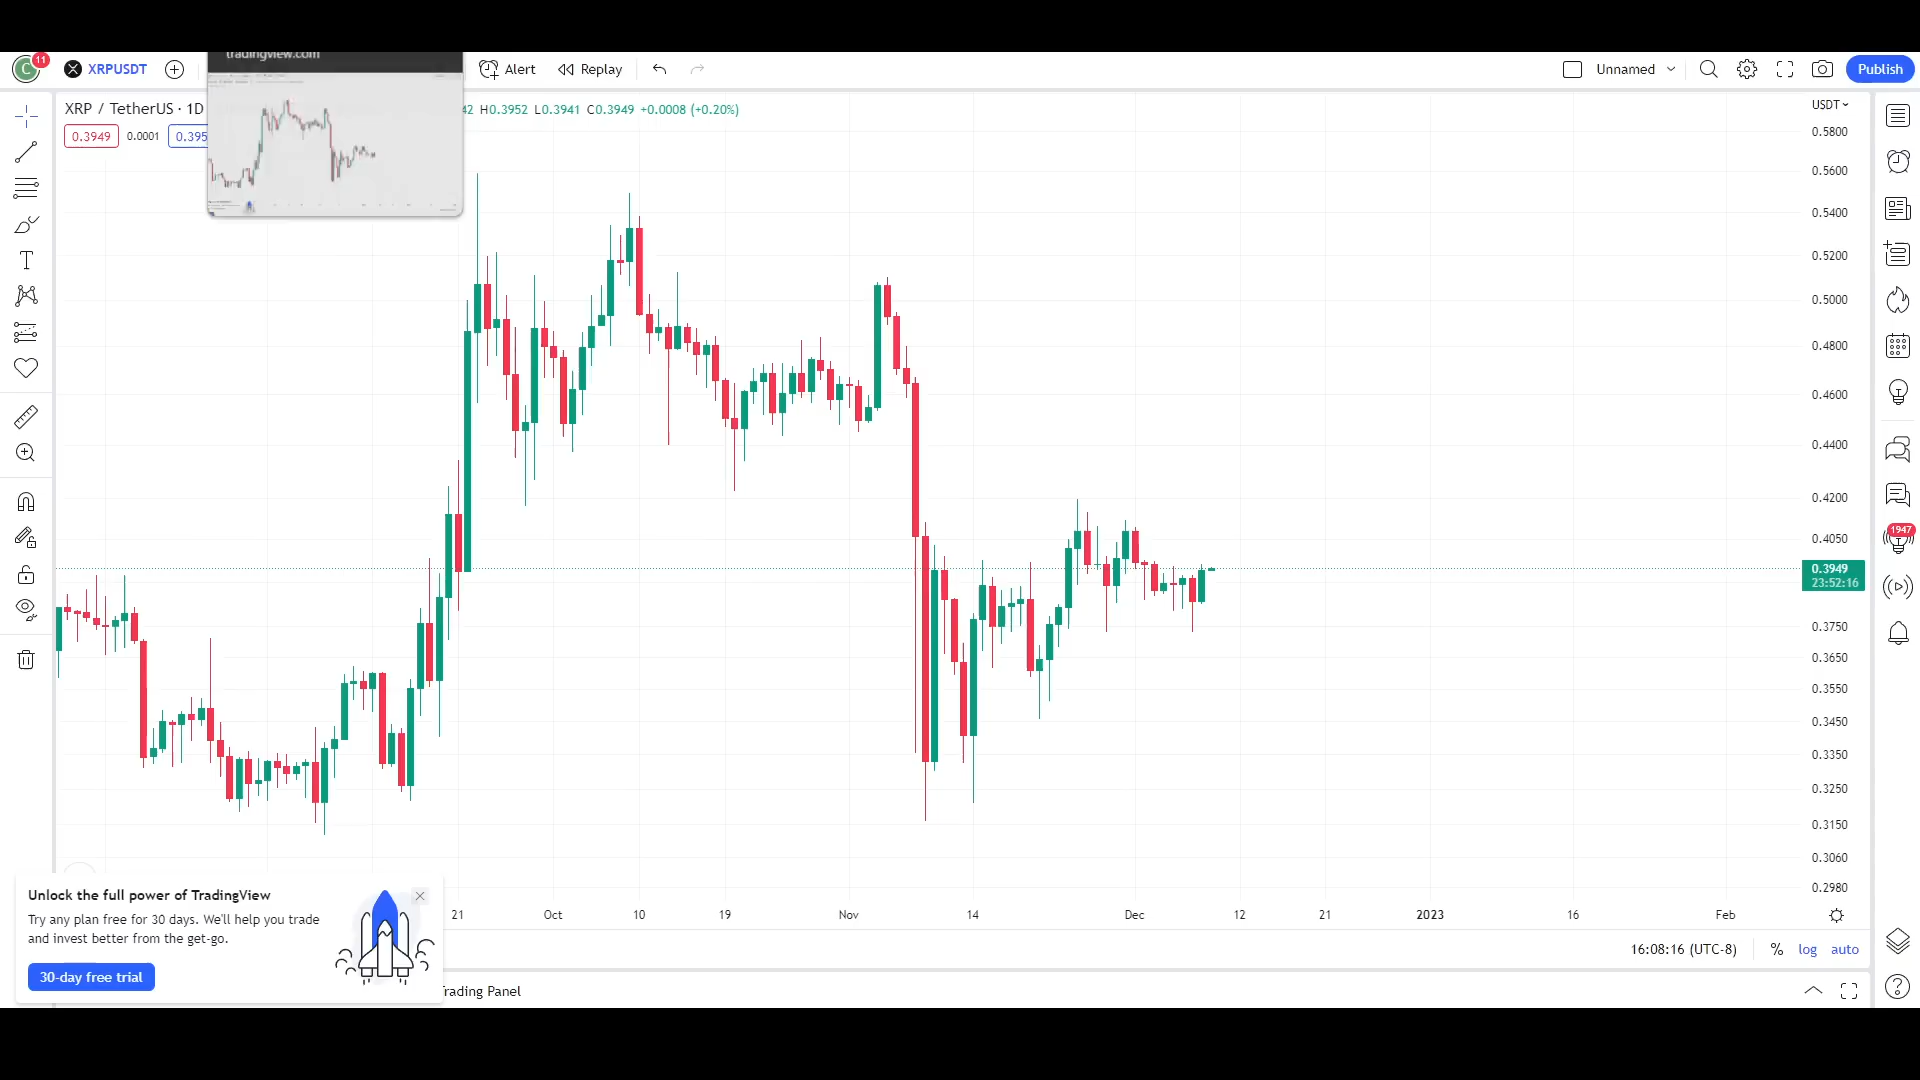 tradingview.com
C 11 XRPUSDT Alert Replay Unnamed Publish
XRP / TetherUS · 1D 42 H0.3952 L0.3941 C0.3949 +0.0008 (+0.20%)
0.3949 0.0001 0.395
USDT
0.5800
0.5600
0.5400
0.5200
0.5000
0.4800
0.4600
0.4400
0.4200
0.4050
0.3949
23:52:16
0.3750
0.3650
0.3550
0.3450
0.3350
0.3250
0.3150
0.3060
0.2980
1947
21 Oct 10 19 Nov 14 Dec 12 21 2023 16 Feb
Unlock the full power of TradingView
Try any plan free for 30 days. We'll help you trade
and invest better from the get-go.
30-day free trial
16:08:16 (UTC-8) % log auto
rading Panel